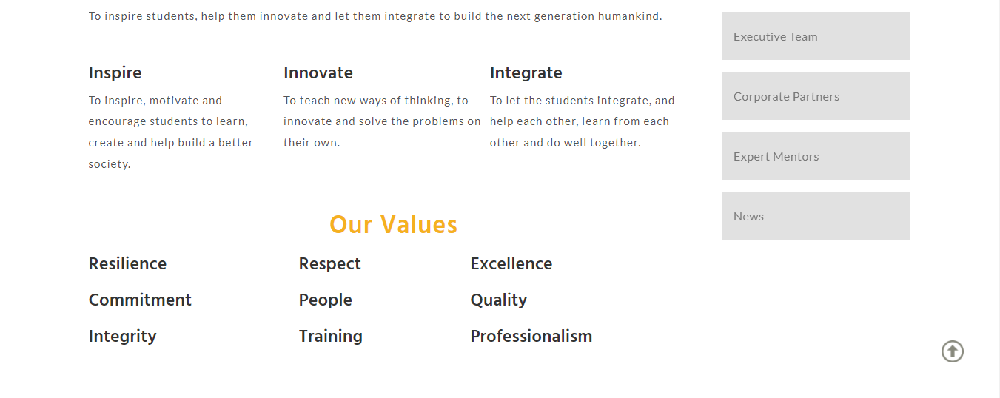 To inspire students, help them innovate and let them integrate to build the next generation humankind.
Inspire
To inspire, motivate and
encourage students to learn,
create and help build a better
society.
Innovate
To teach new ways of thinking, to
innovate and solve the problems on
their own.
Integrate
To let the students integrate, and
help each other, learn from each
other and do well together.
Our Values
Resilience
Respect
Excellence
Commitment
People
Quality
Integrity
Training
Professionalism
Executive Team
Corporate Partners
Expert Mentors
News